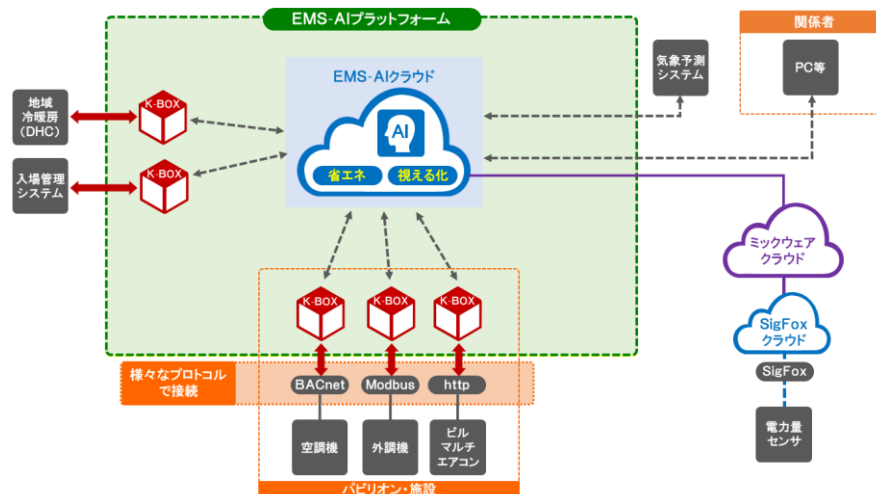 EMS-AIプラットフォーム
関係者
EMS-AIクラウド
気象予測
システム
PC等
地域
冷暖房
(DHC)
K-BOX
AI
入場管理
システム
K-BOX
省エネ
視える化
ミックウェア
クラウド
K-BOX
K-BOX
K-BOX
SigFox
クラウド
様々なプロトコル
で接続
BACnet
Modbus
http
SigFox
空調機
外調機
ビル
マルチ
エアコン
電力量
センサ
パビリオン・施設